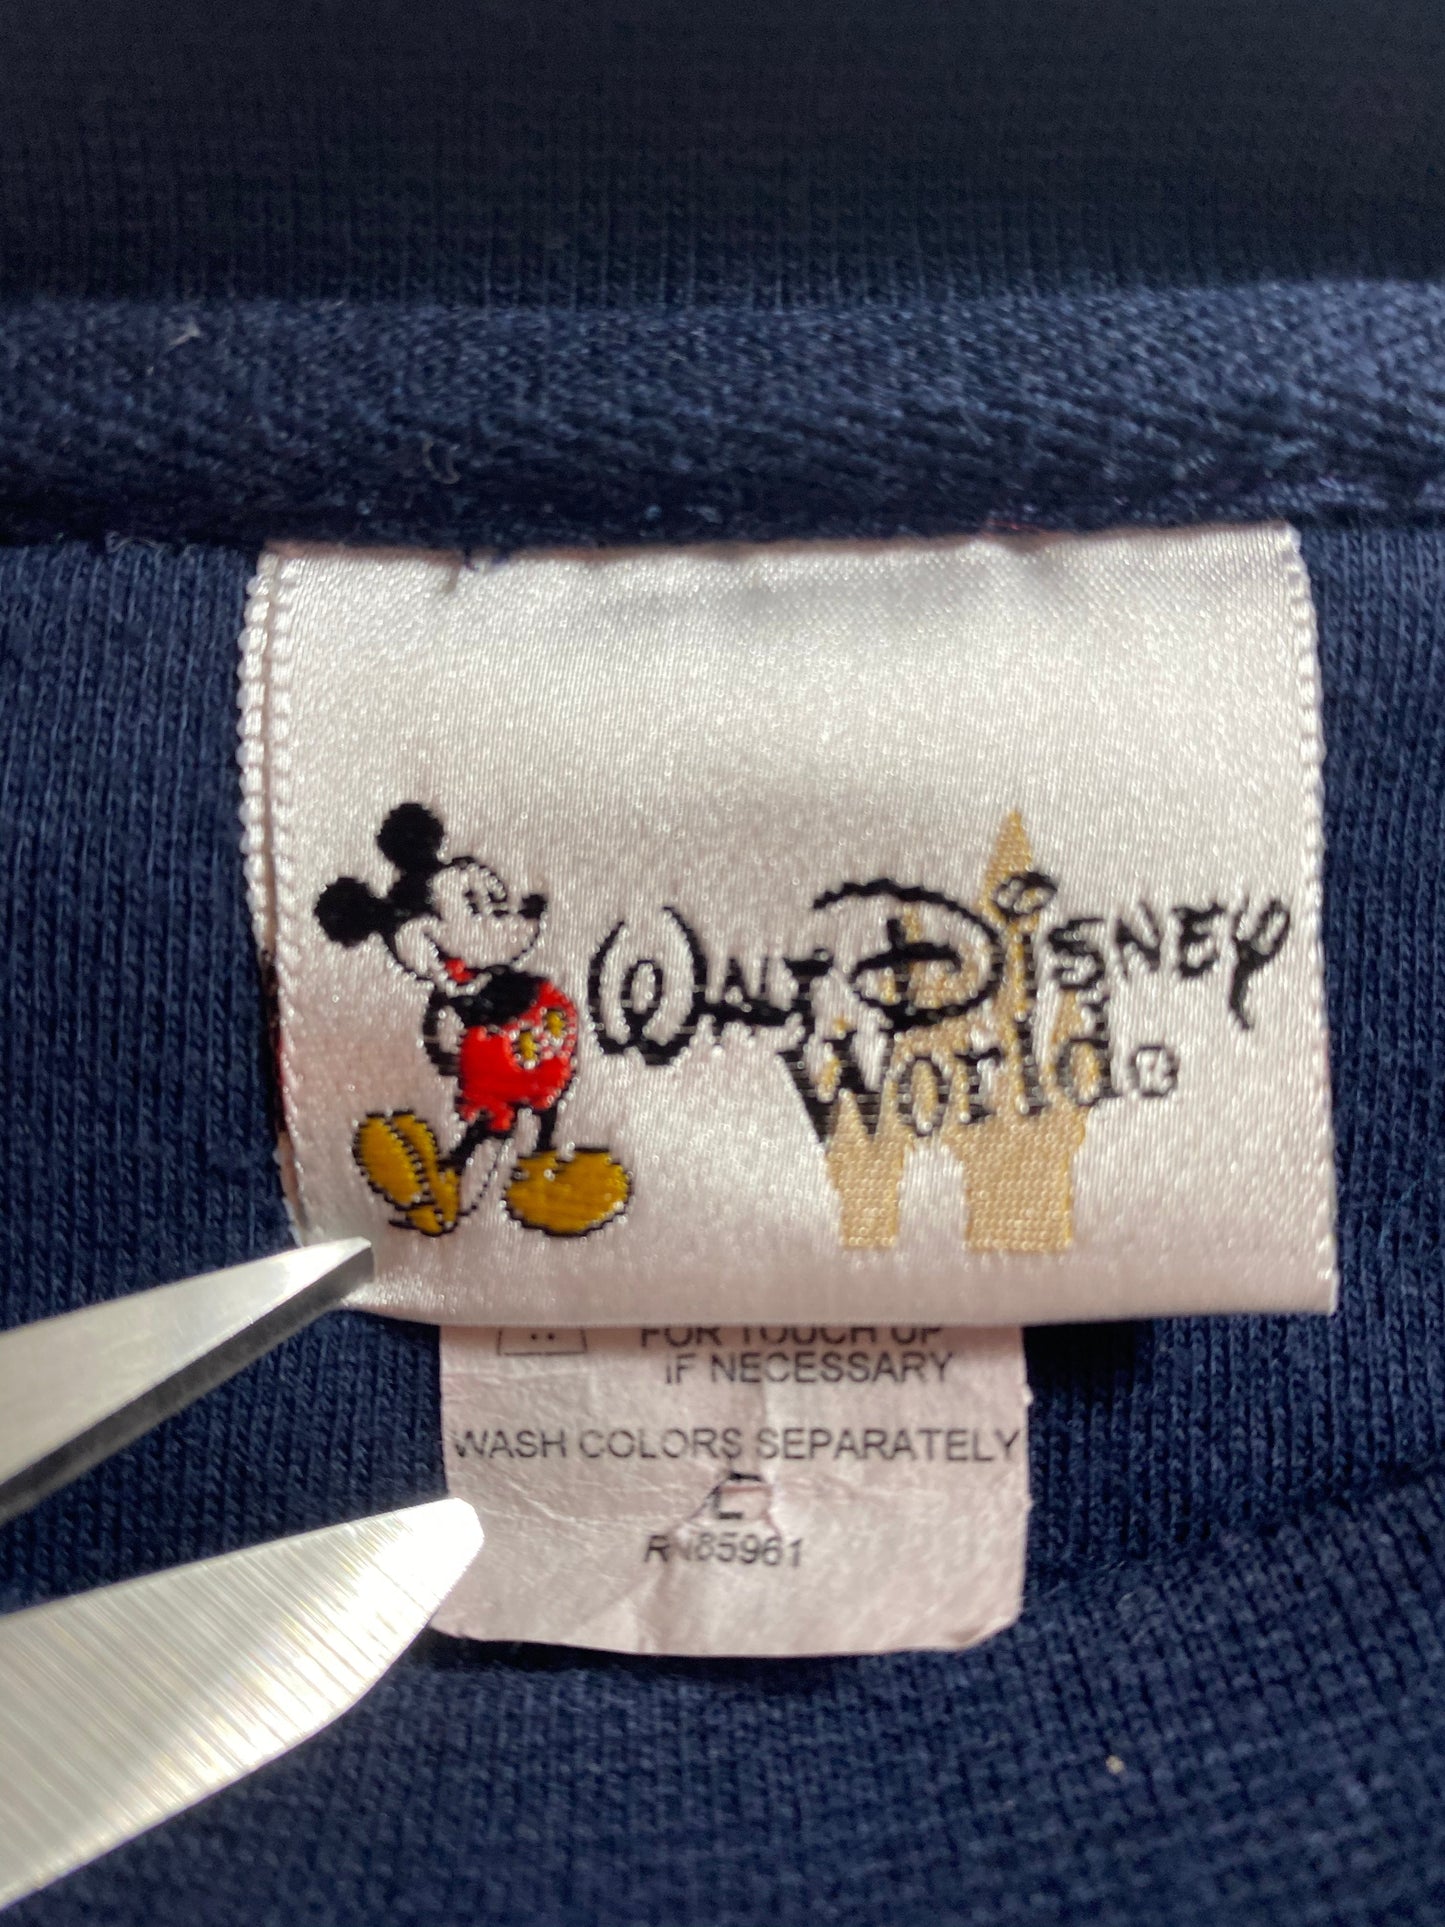 WALT DISNEY
World®
FOR TOUCH UP
IF NECESSARY
WASH COLORS SEPARATELY
L
RN85961